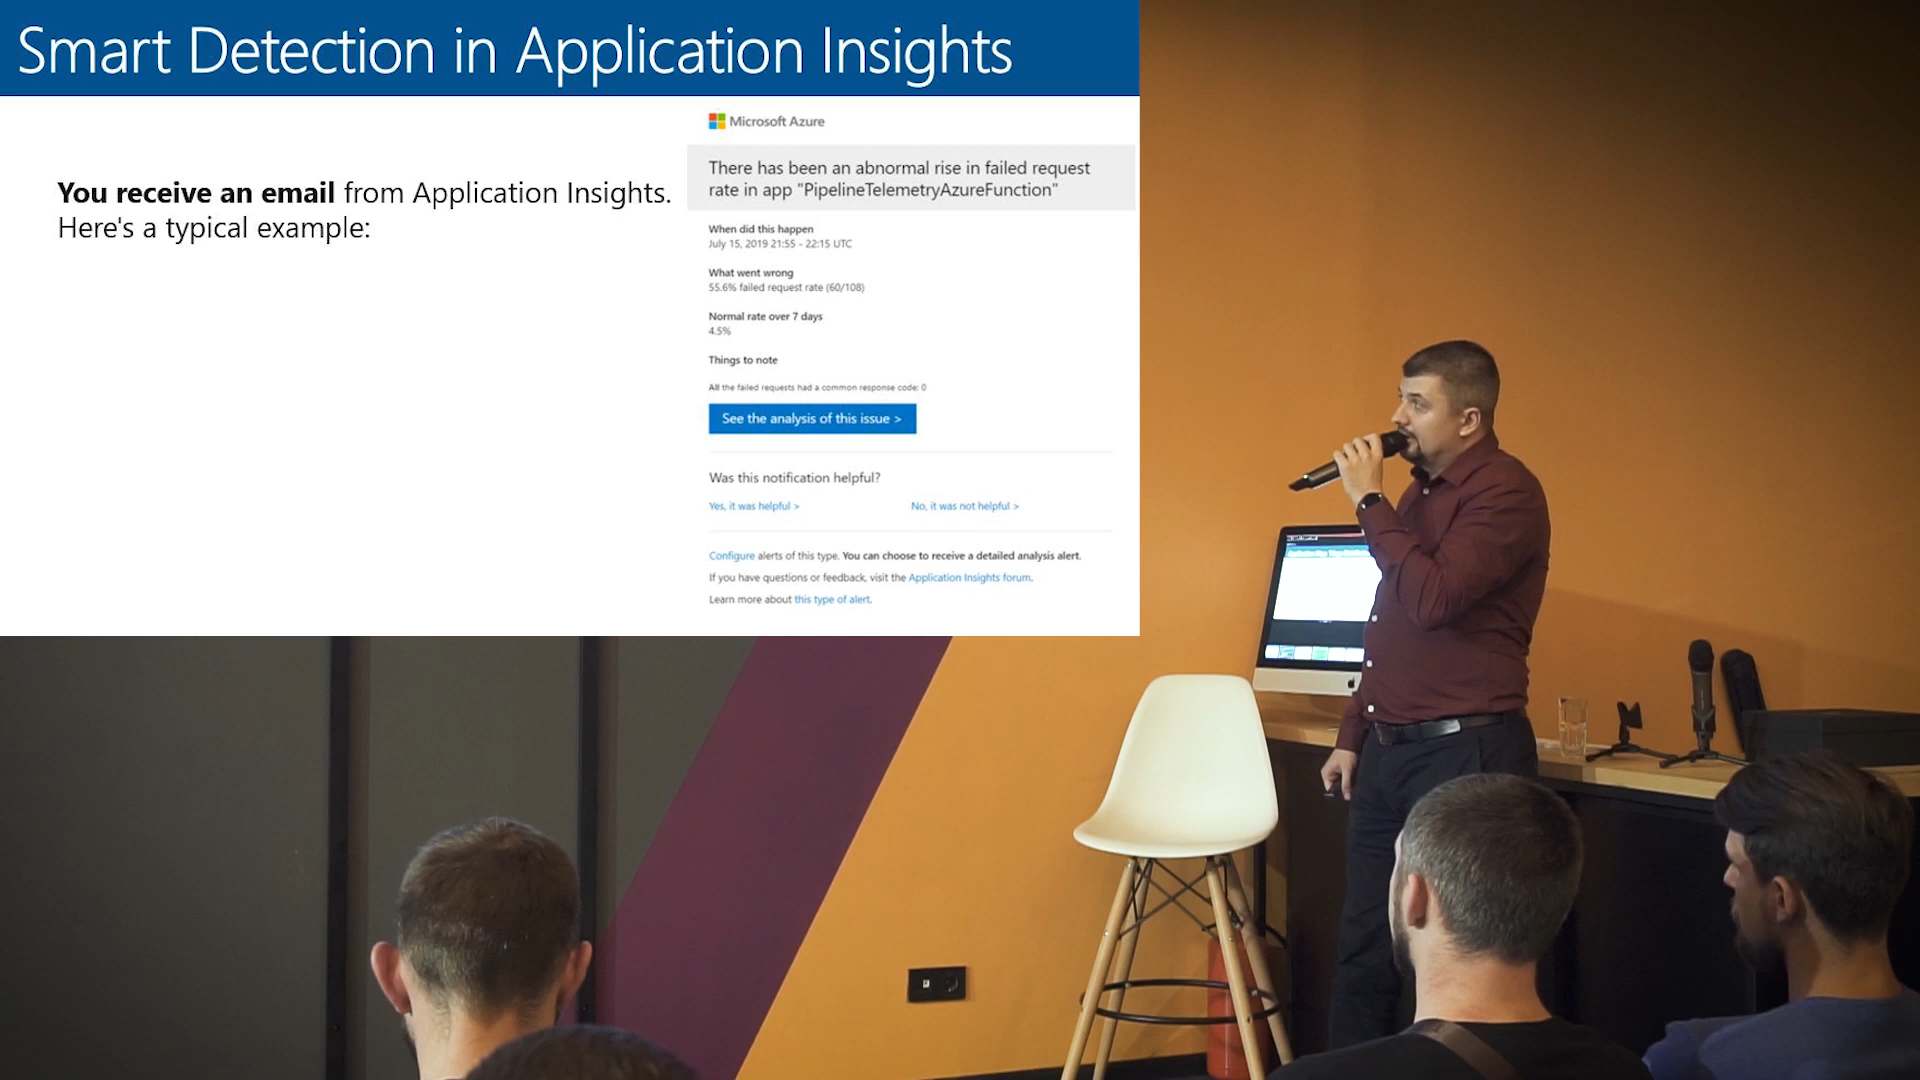 Smart Detection in Application Insights
You receive an email from Application Insights.
Here's a typical example:
Microsoft Azure
There has been an abnormal rise in failed request
rate in app "PipelineTelemetryAzureFunction"
When did this happen
July 15, 2019 21:55 - 22:15 UTC
What went wrong
55.6% failed request rate (60/108)
Normal rate over 7 days
4.5%
Things to note
All the failed requests had a common response code: 0
See the analysis of this issue >
Was this notification helpful?
Yes, it was helpful > No, it was not helpful >
Configure alerts of this type. You can choose to receive a detailed analysis alert.
If you have questions or feedback, visit the Application Insights forum.
Learn more about this type of alert.